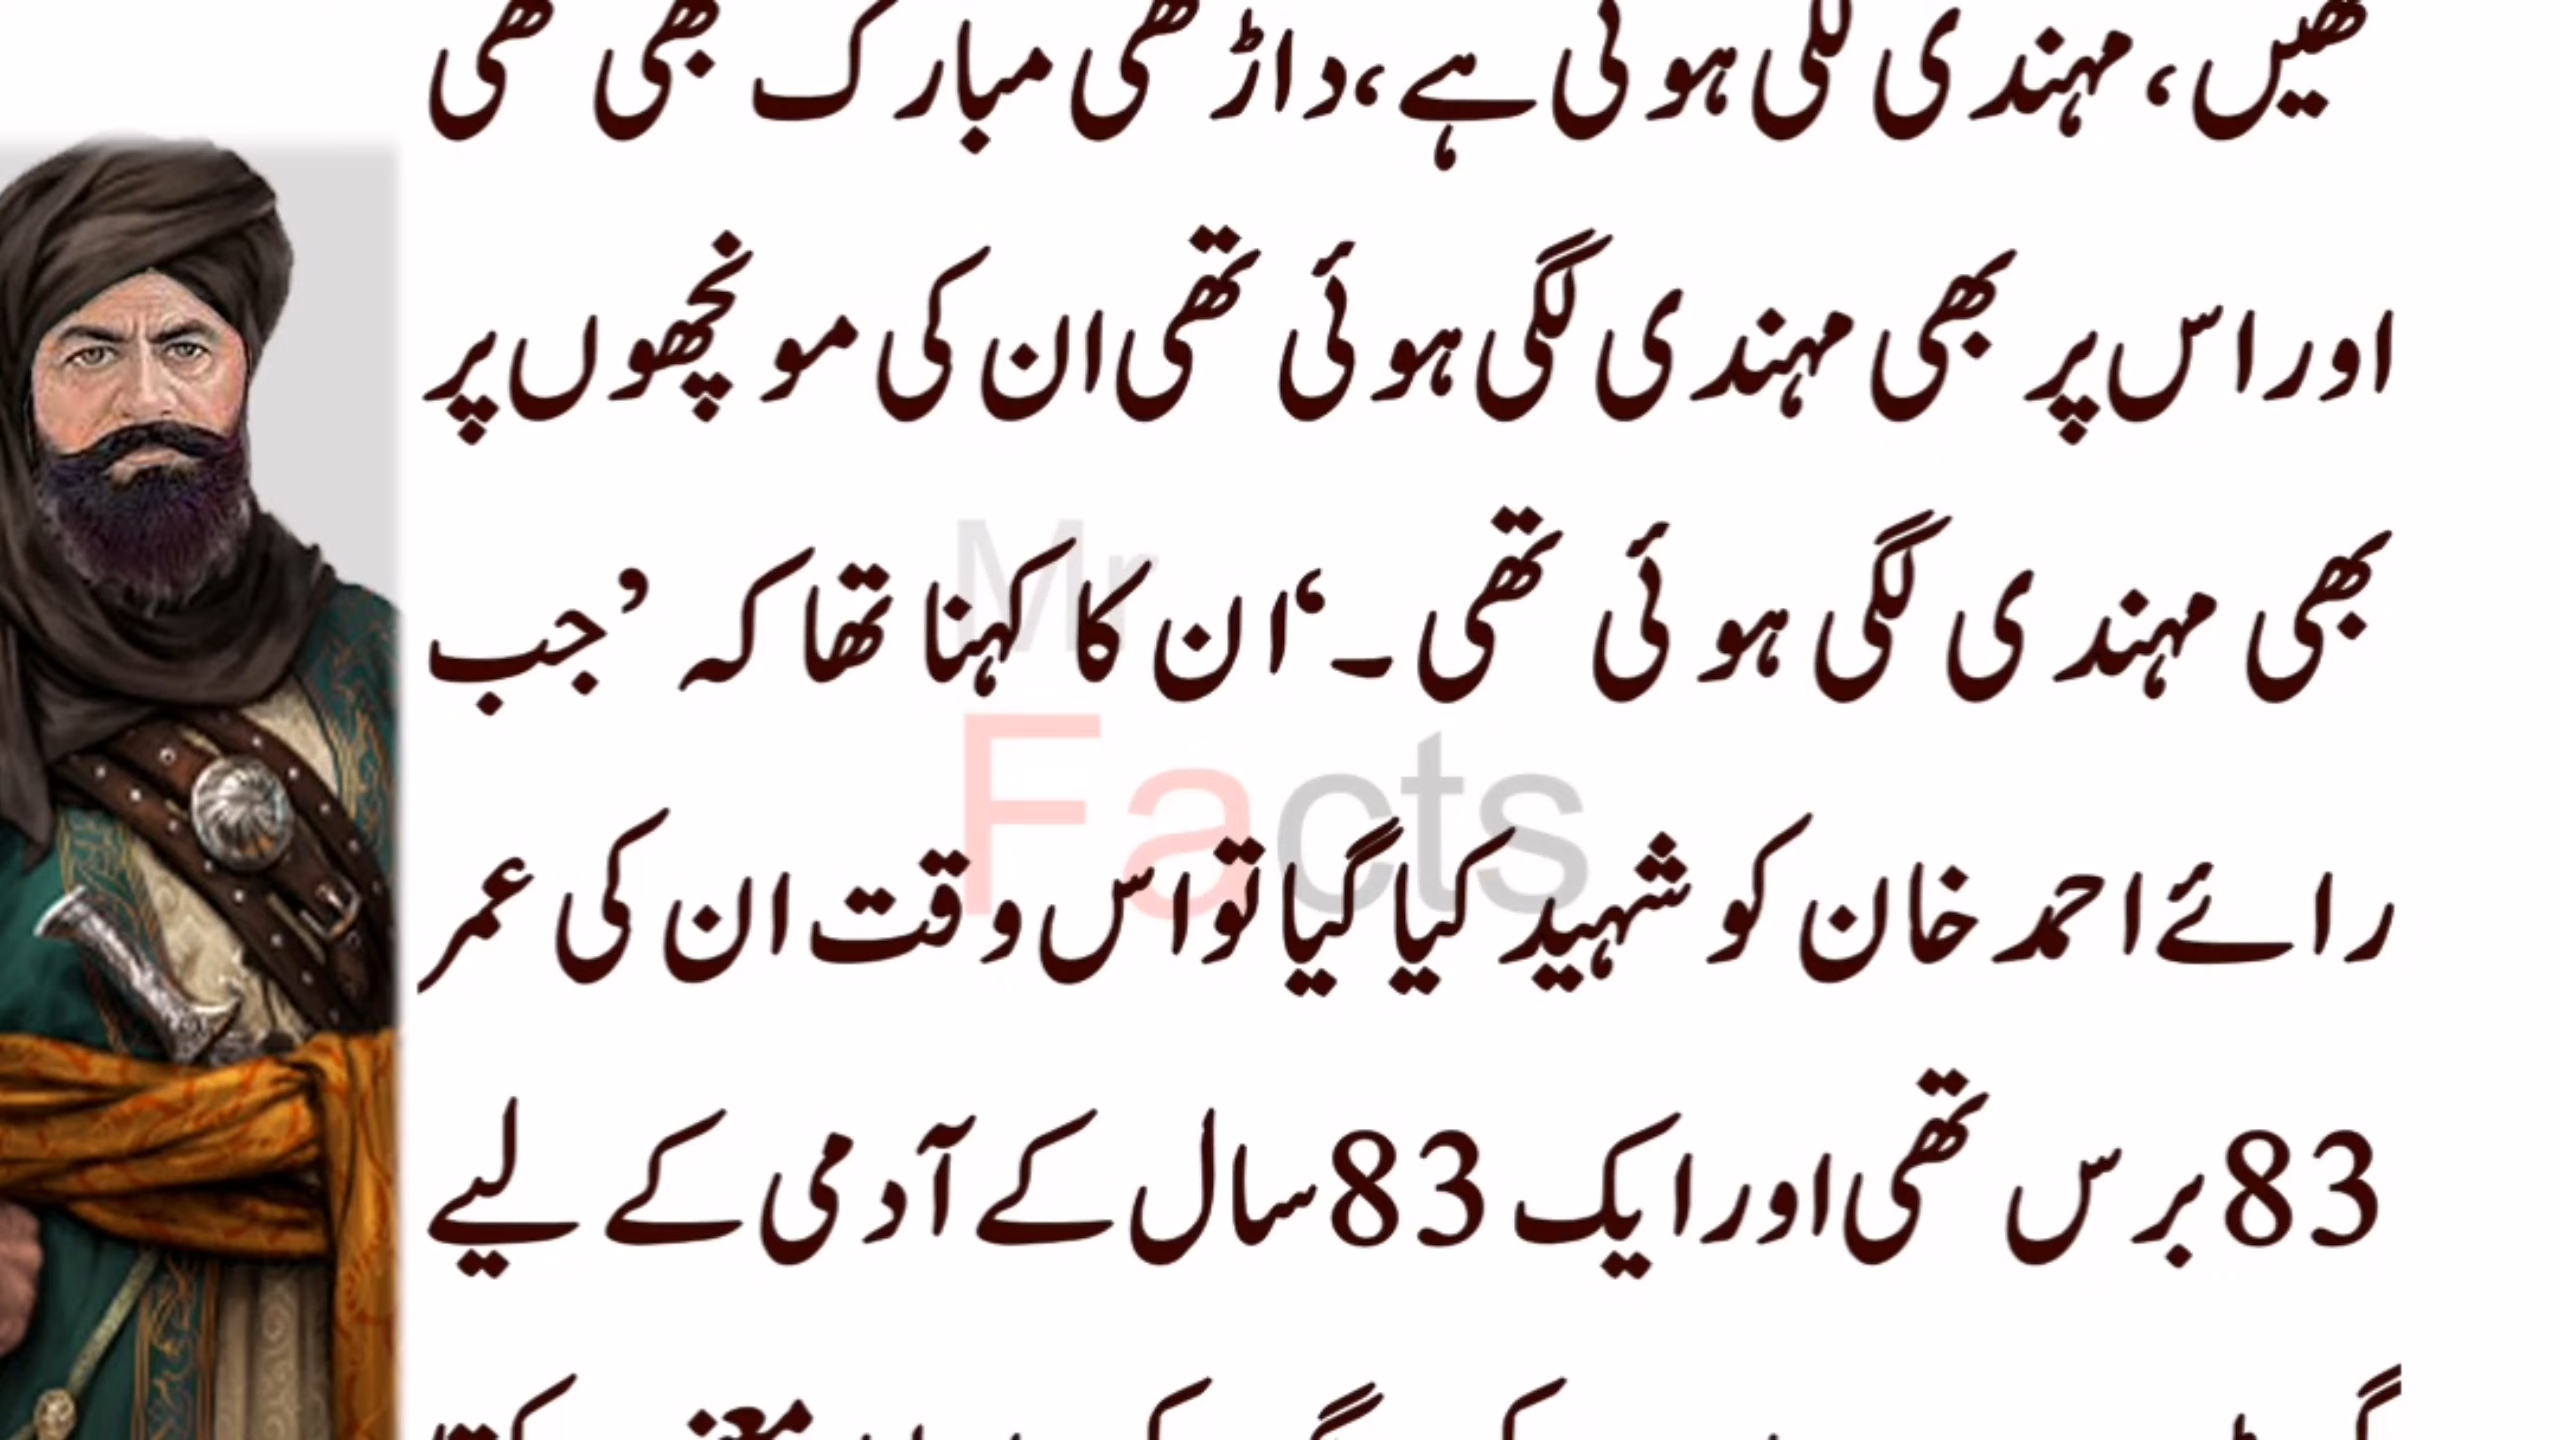 تھیں، مہندی لگی ہوئی ہے، داڑھی مبارک بھی تھی
اور اس پر بھی مہندی لگی ہوئی تھی ان کی مونچھوں پر
بھی مہندی لگی ہوئی تھی۔‘ ان کا کہنا تھا کہ ’جب
رائے احمد خان کو شہید کیا گیا تو اس وقت ان کی عمر
83 برس تھی اور ایک 83 سال کے آدمی کے لیے
Mr
Facts